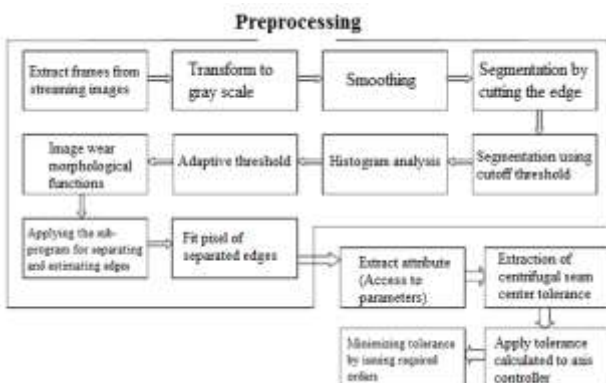 Preprocessing
Extract frames from
streaming images
Transform to
gray scale
Smoothing
Segmentation by
cutting the edge
Image wear
morphological
functions
Adaptive threshold
Histogram analysis
Segmentation using
cutoff threshold
Applying the sub-
program for separating
and estimating edges
Fit pixel of
separated edges
Extract attribute
(Access to
parameters)
Extraction of
centrifugal seam
center tolerance
Minimizing tolerance
by issuing required
orders
Apply tolerance
calculated to axis
controller